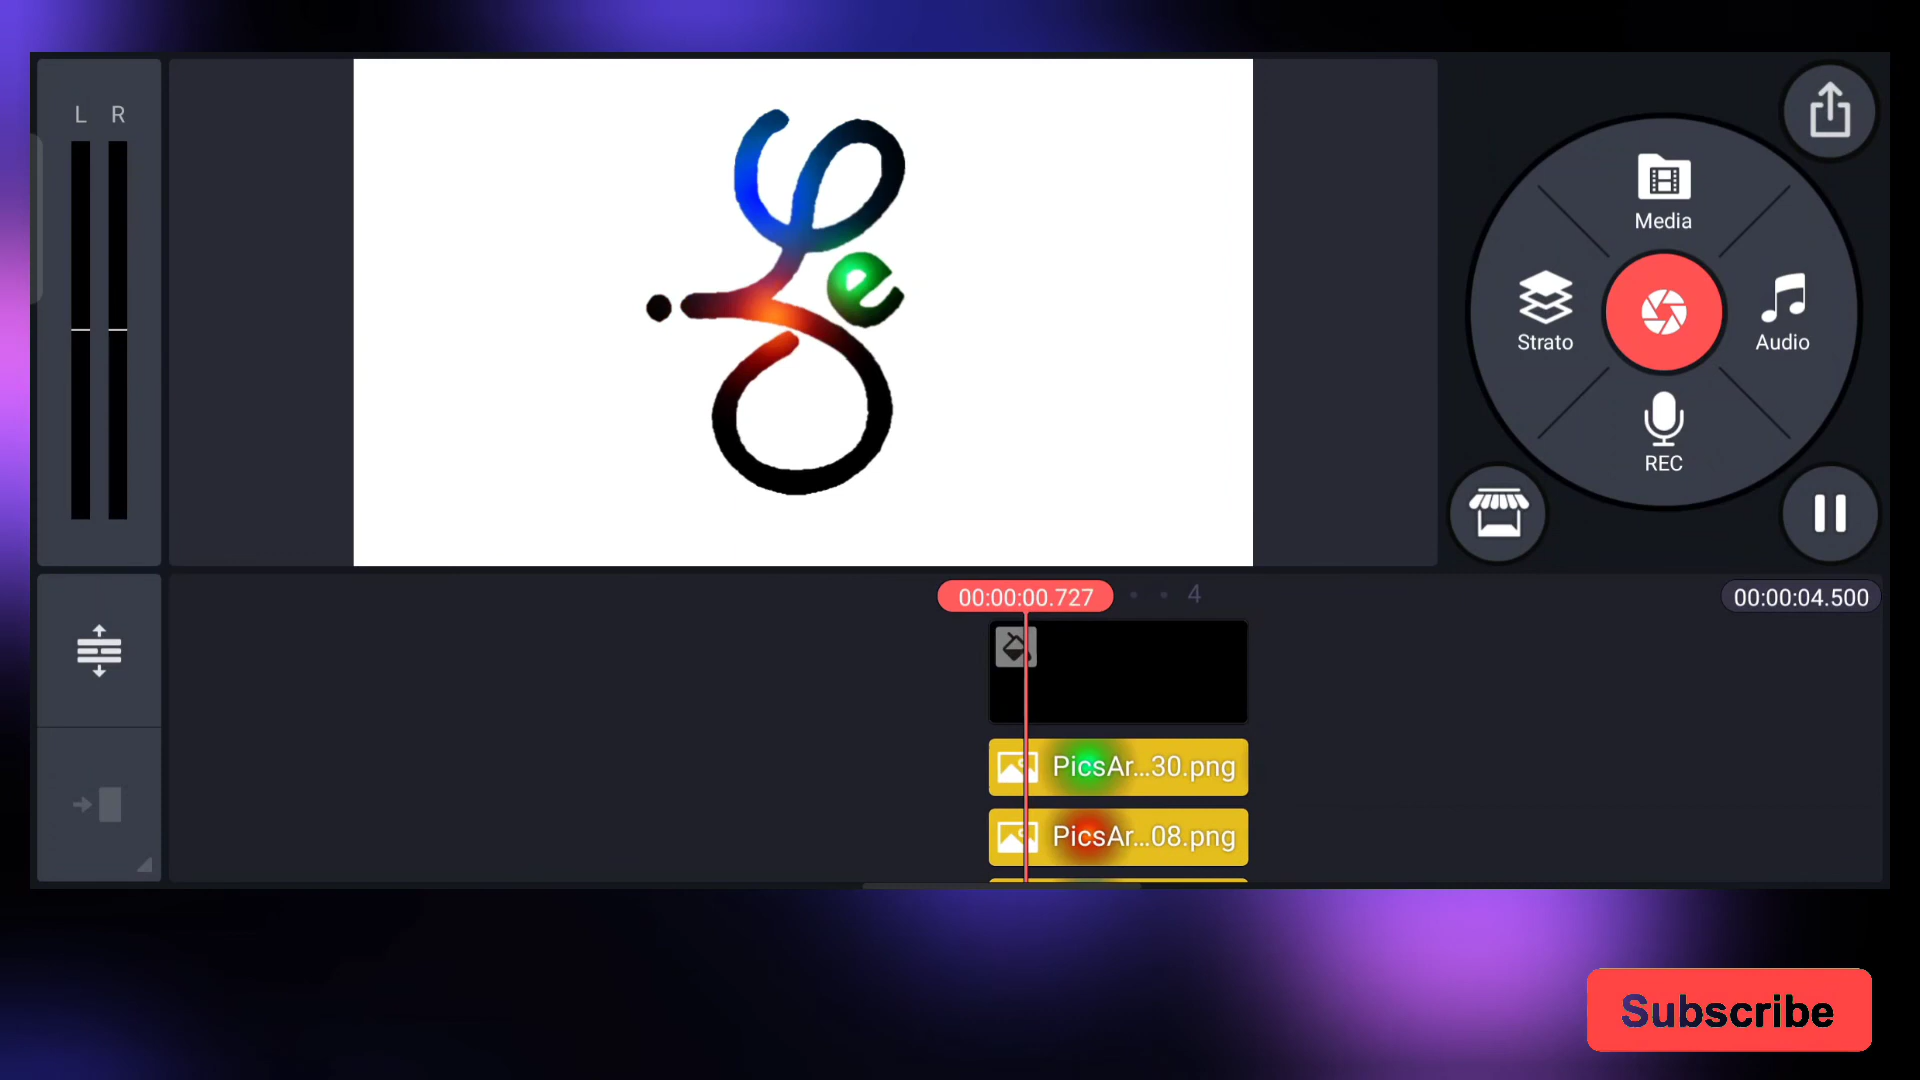 L R
Media
Strato
Audio
REC
00:00:00.727
4
00:00:04.500
PicsAr...30.png
PicsAr...08.png
e
Subscribe